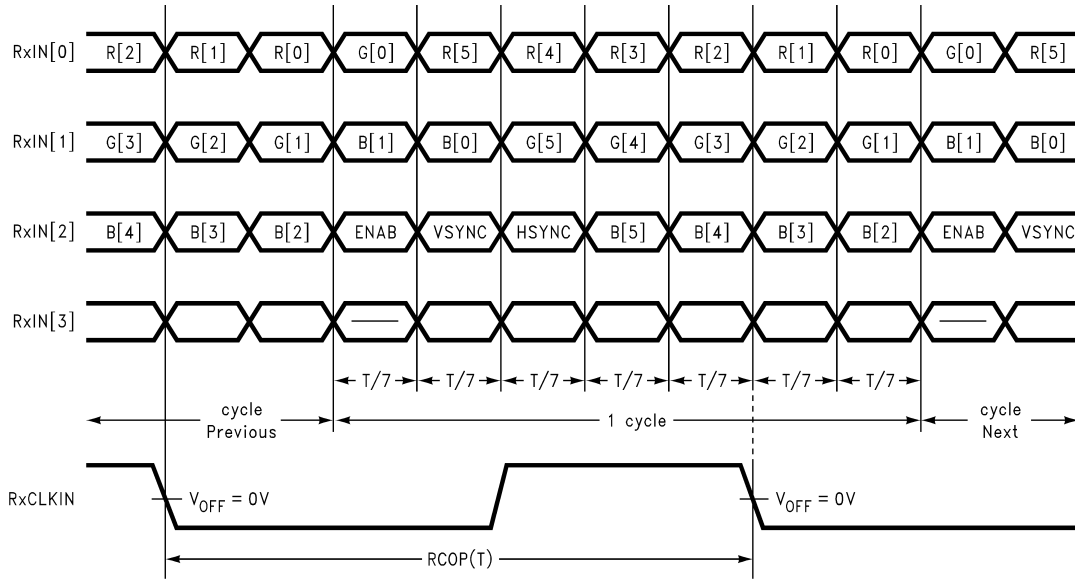 RxIN[0] R[2] R[1] R[0] G[0] R[5] R[4] R[3] R[2] R[1] R[0] G[0] R[5]
RxIN[1] G[3] G[2] G[1] B[1] B[0] G[5] G[4] G[3] G[2] G[1] B[1] B[0]
RxIN[2] B[4] B[3] B[2] ENAB VSYNC HSYNC B[5] B[4] B[3] B[2] ENAB VSYNC
RxIN[3]
T/7 T/7 T/7 T/7 T/7 T/7 T/7
cycle
Previous
1 cycle
cycle
Next
RxCLKIN
VOFF = 0V
VOFF = 0V
RCOP(T)